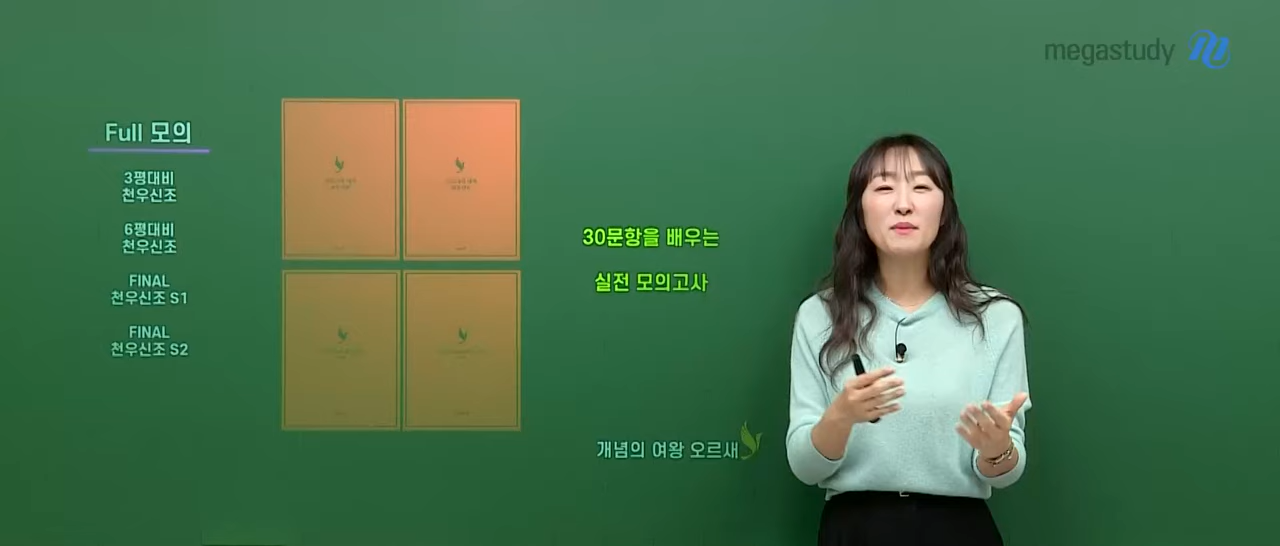 megastudy
Full 모의
3평대비
천우신조
6평대비
천우신조
FINAL
천우신조 S1
FINAL
천우신조 S2
30문항을 배우는
실전 모의고사
개념의 여왕 오르새